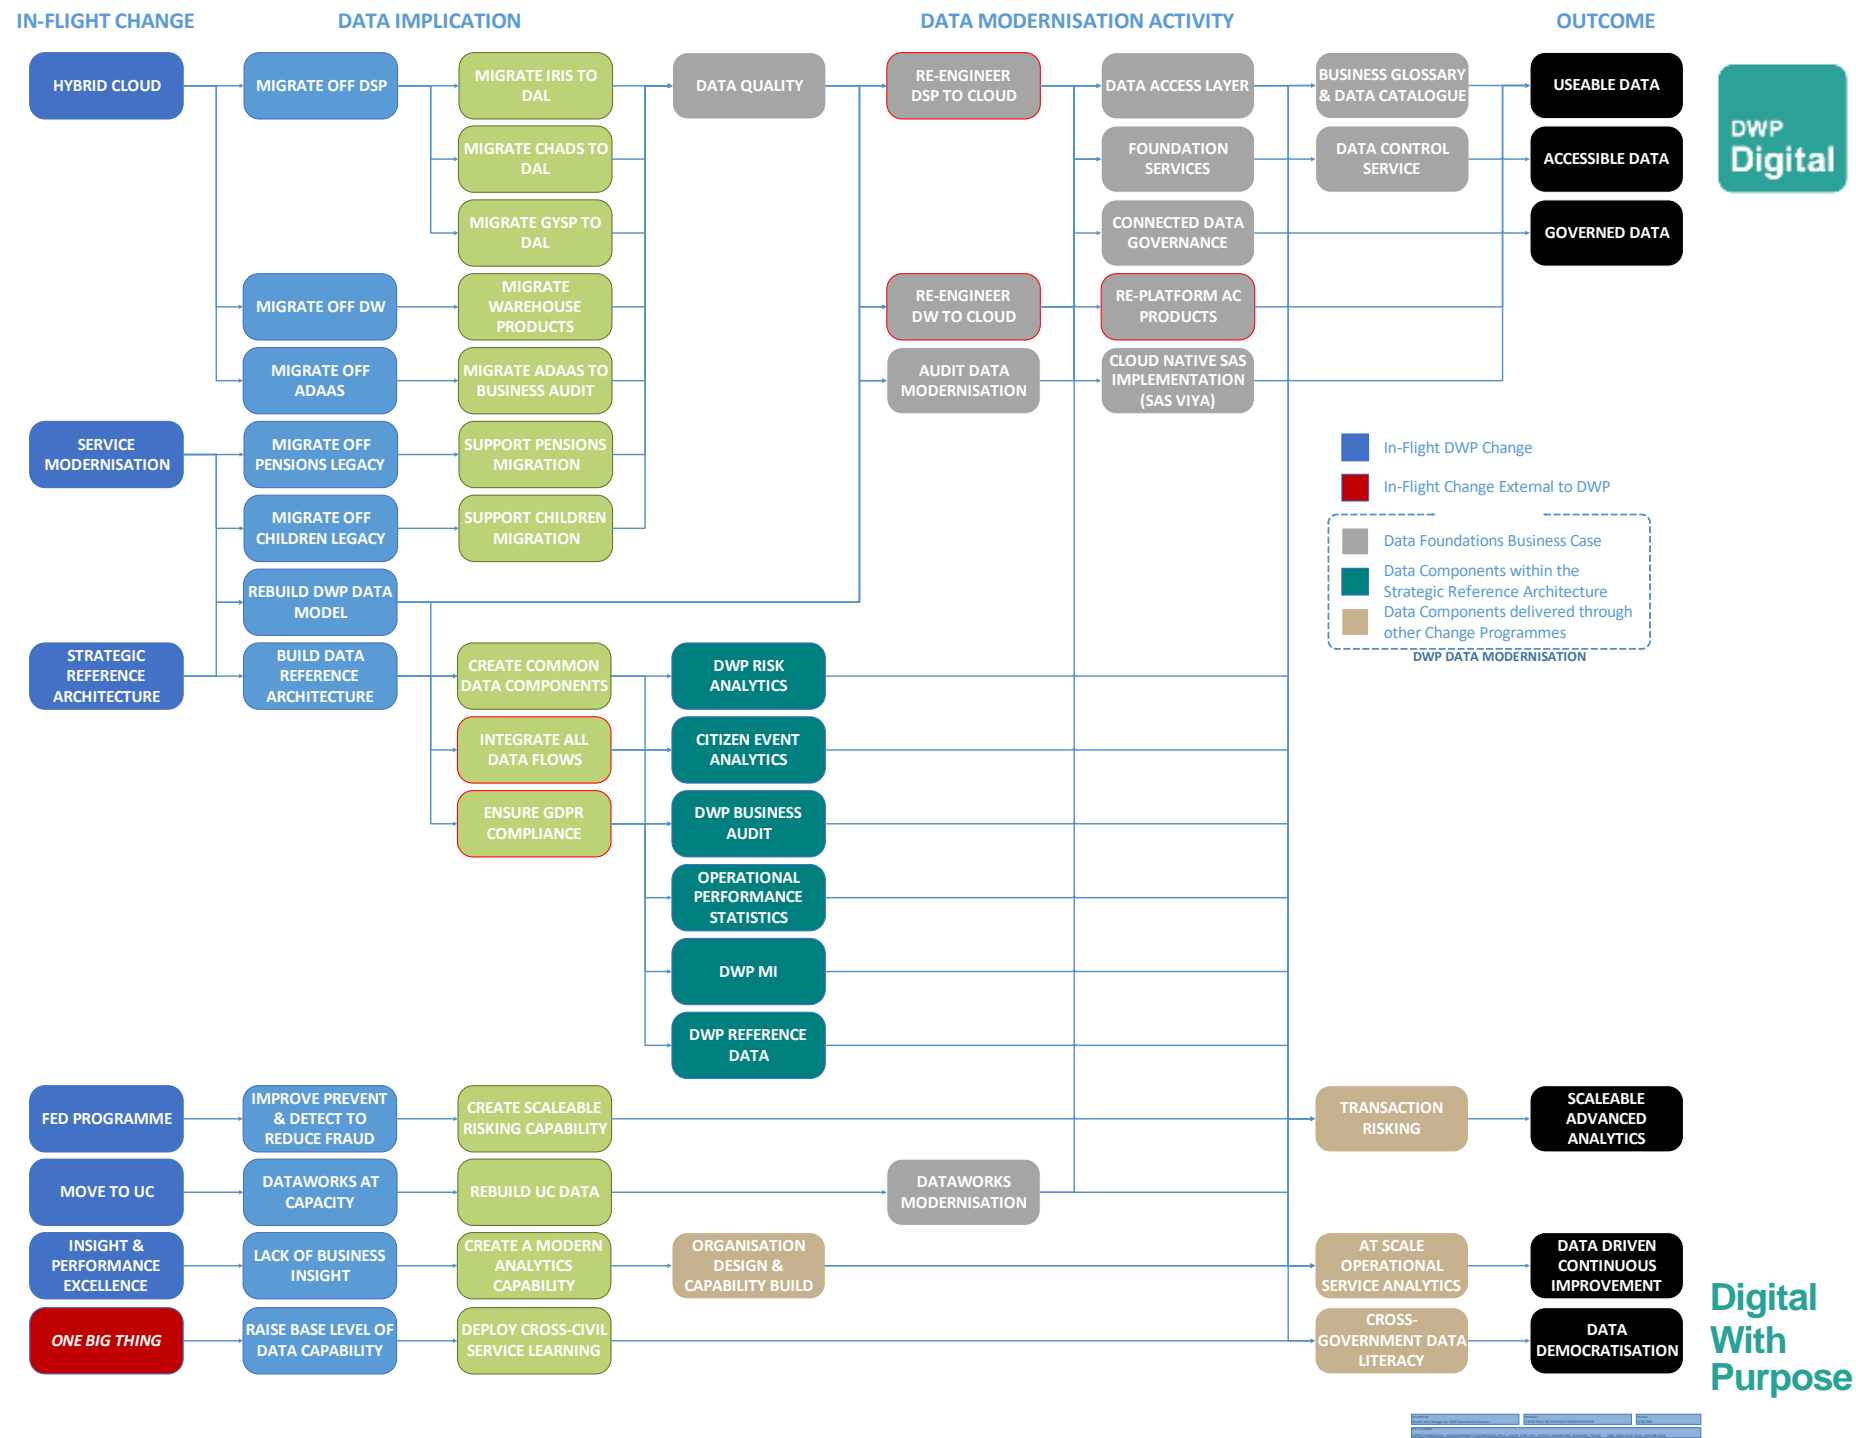 IN-FLIGHT CHANGE
DATA IMPLICATION
DATA MODERNISATION ACTIVITY
OUTCOME
HYBRID CLOUD
MIGRATE OFF DSP
MIGRATE IRIS TO
DAL
DATA QUALITY
RE-ENGINEER
DSP TO CLOUD
DATA ACCESS LAYER
BUSINESS GLOSSARY
& DATA CATALOGUE
USEABLE DATA
DWP
Digital
MIGRATE CHADS TO
DAL
FOUNDATION
SERVICES
DATA CONTROL
SERVICE
ACCESSIBLE DATA
MIGRATE GYSP TO
DAL
CONNECTED DATA
GOVERNANCE
GOVERNED DATA
MIGRATE OFF DW
MIGRATE
WAREHOUSE
PRODUCTS
RE-ENGINEER
DW TO CLOUD
RE-PLATFORM AC
PRODUCTS
MIGRATE OFF
ADAAS
MIGRATE ADAAS TO
BUSINESS AUDIT
AUDIT DATA
MODERNISATION
CLOUD NATIVE SAS
IMPLEMENTATION
(SAS VIYA)
SERVICE
MODERNISATION
MIGRATE OFF
PENSIONS LEGACY
SUPPORT PENSIONS
MIGRATION
In-Flight DWP Change
In-Flight Change External to DWP
MIGRATE OFF
CHILDREN LEGACY
SUPPORT CHILDREN
MIGRATION
Data Foundations Business Case
Data Components within the
Strategic Reference Architecture
Data Components delivered through
other Change Programmes
DWP DATA MODERNISATION
REBUILD DWP DATA
MODEL
STRATEGIC
REFERENCE
ARCHITECTURE
BUILD DATA
REFERENCE
ARCHITECTURE
CREATE COMMON
DATA COMPONENTS
DWP RISK
ANALYTICS
INTEGRATE ALL
DATA FLOWS
CITIZEN EVENT
ANALYTICS
ENSURE GDPR
COMPLIANCE
DWP BUSINESS
AUDIT
OPERATIONAL
PERFORMANCE
STATISTICS
DWP MI
DWP REFERENCE
DATA
FED PROGRAMME
IMPROVE PREVENT
& DETECT TO
REDUCE FRAUD
CREATE SCALEABLE
RISKING CAPABILITY
TRANSACTION
RISKING
SCALEABLE
ADVANCED
ANALYTICS
MOVE TO UC
DATAWORKS AT
CAPACITY
REBUILD UC DATA
DATAWORKS
MODERNISATION
INSIGHT &
PERFORMANCE
EXCELLENCE
LACK OF BUSINESS
INSIGHT
CREATE A MODERN
ANALYTICS
CAPABILITY
ORGANISATION
DESIGN &
CAPABILITY BUILD
AT SCALE
OPERATIONAL
SERVICE ANALYTICS
DATA DRIVEN
CONTINUOUS
IMPROVEMENT
ONE BIG THING
RAISE BASE LEVEL OF
DATA CAPABILITY
DEPLOY CROSS-CIVIL
SERVICE LEARNING
CROSS-
GOVERNMENT DATA
LITERACY
DATA
DEMOCRATISATION
Digital
With
Purpose